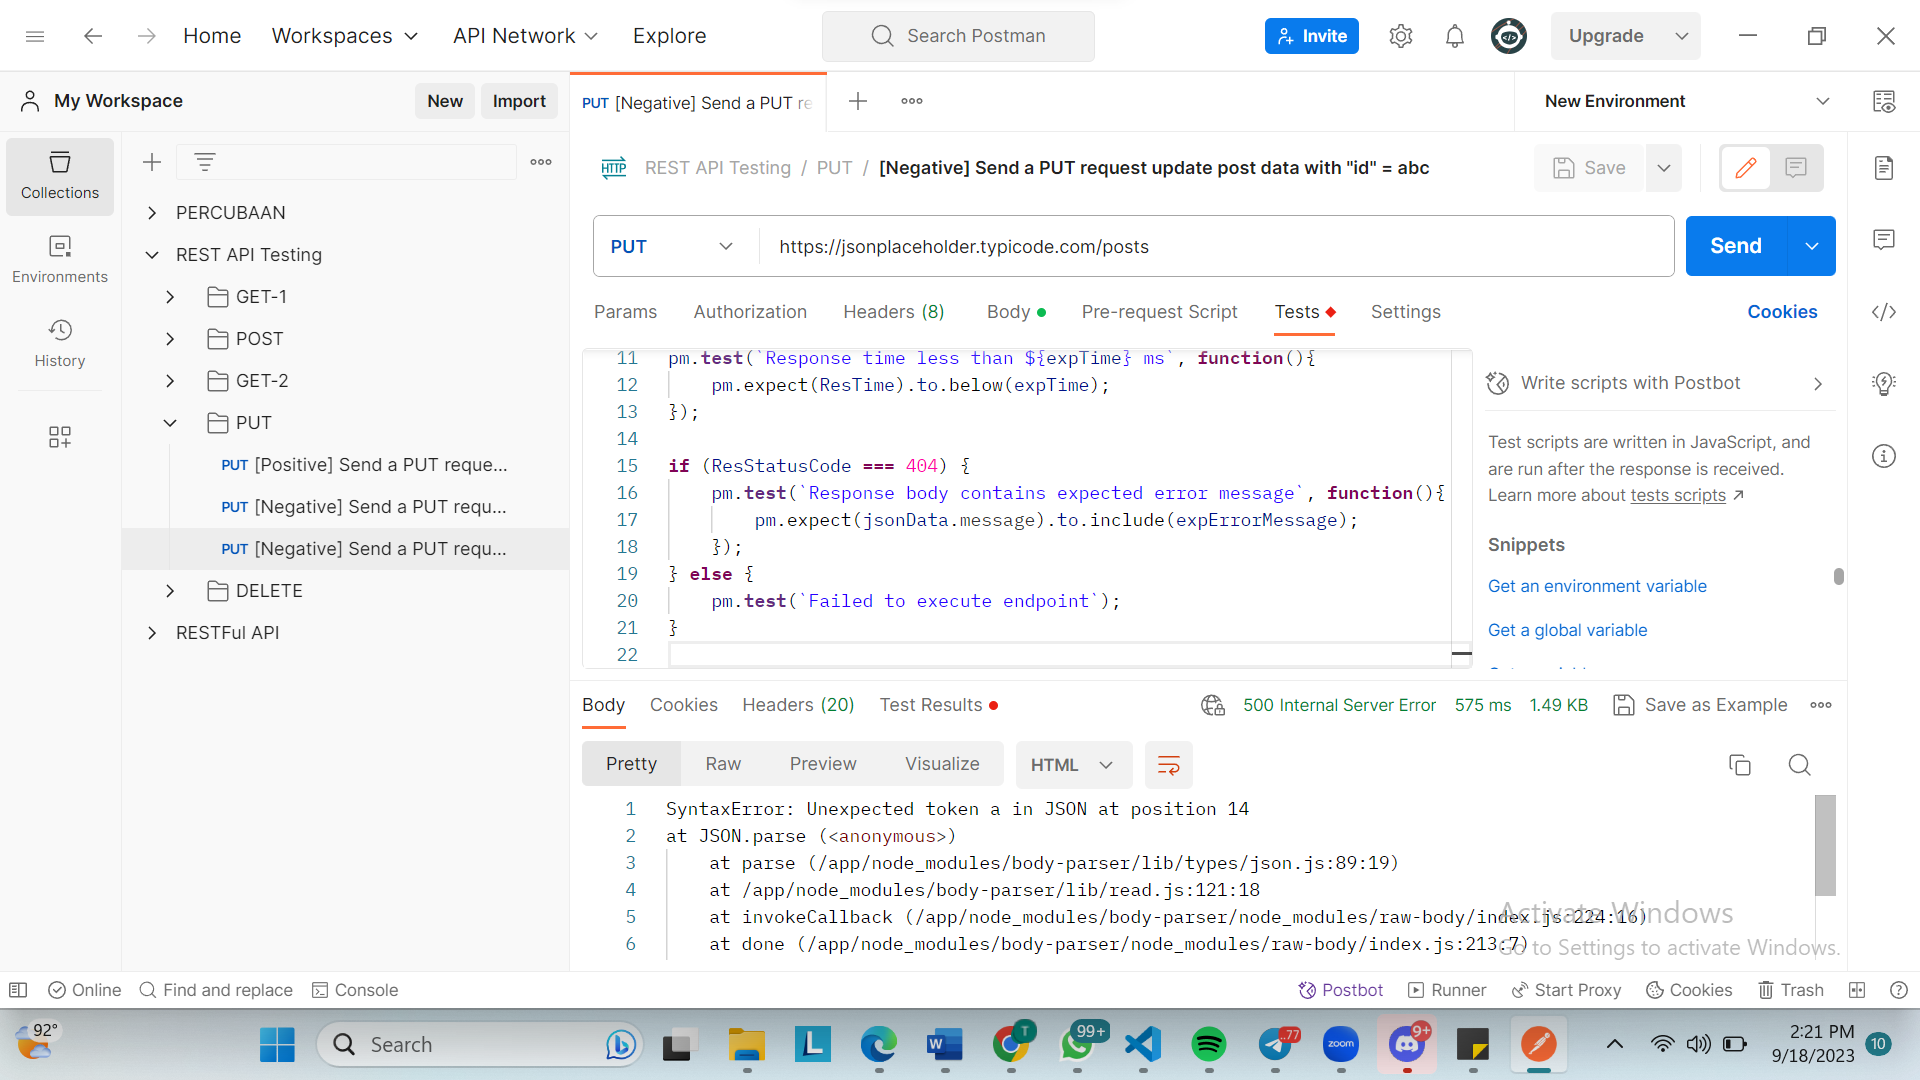 Home
Workspaces
API Network
Explore
Search Postman
Invite
Upgrade
My Workspace
New
Import
PUT [Negative] Send a PUT re
New Environment
Collections
Environments
History
PERCUBAAN
REST API Testing
GET-1
POST
GET-2
PUT
PUT [Positive] Send a PUT reque...
PUT [Negative] Send a PUT requ...
PUT [Negative] Send a PUT requ...
DELETE
RESTFul API
HTTP REST API Testing / PUT / [Negative] Send a PUT request update post data with "id" = abc
Save
PUT
https://jsonplaceholder.typicode.com/posts
Send
Params
Authorization
Headers (8)
Body
Pre-request Script
Tests
Settings
Cookies
11 pm.test(`Response time less than ${expTime} ms`, function(){
12 pm.expect(ResTime).to.below(expTime);
13 });
14
15 if (ResStatusCode === 404) {
16 pm.test(`Response body contains expected error message`, function(){
17 pm.expect(jsonData.message).to.include(expErrorMessage);
18 });
19 } else {
20 pm.test(`Failed to execute endpoint`);
21 }
22
Write scripts with Postbot
Test scripts are written in JavaScript, and
are run after the response is received.
Learn more about tests scripts
Snippets
Get an environment variable
Get a global variable
Body
Cookies
Headers (20)
Test Results
500 Internal Server Error
575 ms
1.49 KB
Save as Example
Pretty
Raw
Preview
Visualize
HTML
1 SyntaxError: Unexpected token a in JSON at position 14
2 at JSON.parse (<anonymous>)
3 at parse (/app/node_modules/body-parser/lib/types/json.js:89:19)
4 at /app/node_modules/body-parser/lib/read.js:121:18
5 at invokeCallback (/app/node_modules/body-parser/node_modules/raw-body/index.js:224:16)
6 at done (/app/node_modules/body-parser/node_modules/raw-body/index.js:213:7)
Activate Windows
Go to Settings to activate Windows.
Online
Find and replace
Console
Postbot
Runner
Start Proxy
Cookies
Trash
92°
Search
L
W
T
99+
77
zoom
9+
2:21 PM
9/18/2023
10